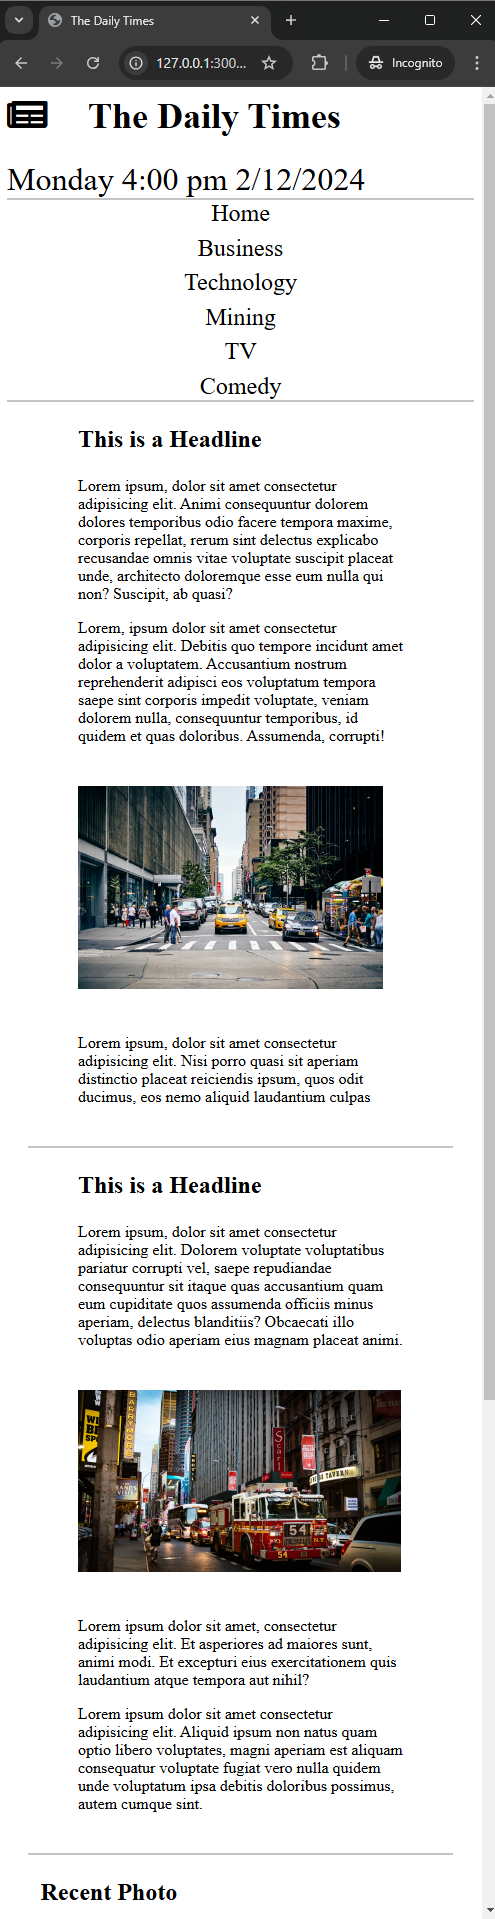 The Daily Times
127.0.0.1:300...
Incognito
The Daily Times
Monday 4:00 pm 2/12/2024
Home
Business
Technology
Mining
TV
Comedy
This is a Headline
Lorem ipsum, dolor sit amet consectetur
adipisicing elit. Animi consequuntur dolorem
dolores temporibus odio facere tempora maxime,
corporis repellat, rerum sint delectus explicabo
recusandae omnis vitae voluptate suscipit placeat
unde, architecto doloremque esse eum nulla qui
non? Suscipit, ab quasi?
Lorem, ipsum dolor sit amet consectetur
adipisicing elit. Debitis quo tempore incidunt amet
dolor a voluptatem. Accusantium nostrum
reprehenderit adipisci eos voluptatum tempora
saepe sint corporis impedit voluptate, veniam
dolorem nulla, consequuntur temporibus, id
quidem et quas doloribus. Assumenda, corrupti!
Lorem ipsum, dolor sit amet consectetur
adipisicing elit. Nisi porro quasi sit aperiam
distinctio placeat reiciendis ipsum, quos odit
ducimus, eos nemo aliquid laudantium culpas
This is a Headline
Lorem ipsum, dolor sit amet consectetur
adipisicing elit. Dolorem voluptate voluptatibus
pariatur corrupti vel, saepe repudiandae
consequuntur sit itaque quas accusantium quam
eum cupiditate quos assumenda officiis minus
aperiam, delectus blanditiis? Obcaecati illo
voluptas odio aperiam eius magnam placeat animi.
BARRYMORE
Scarl
TAVERN
54
54
Lorem ipsum dolor sit amet, consectetur
adipisicing elit. Et asperiores ad maiores sunt,
animi modi. Et excepturi eius exercitationem quis
laudantium atque tempora aut nihil?
Lorem ipsum dolor sit amet consectetur
adipisicing elit. Aliquid ipsum non natus quam
optio libero voluptates, magni aperiam est aliquam
consequatur voluptate fugiat vero nulla quidem
unde voluptatum ipsa debitis doloribus possimus,
autem cumque sint.
Recent Photo